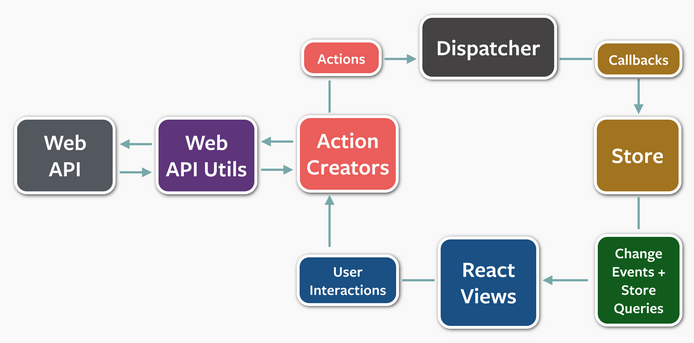 Actions
Dispatcher
Callbacks
Web
API
Web
API Utils
Action
Creators
Store
User
Interactions
React
Views
Change
Events +
Store
Queries